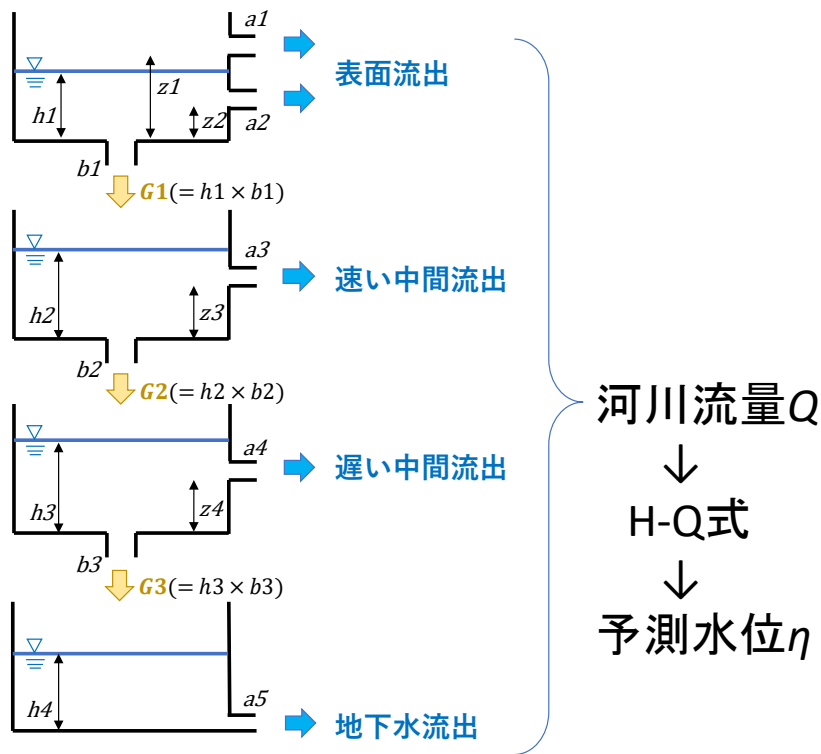 a1
表面流出
z1
h1
z2
a2
b1
G1(= h1 × b1)
a3
速い中間流出
h2
z3
b2
G2(= h2 × b2)
a4
遅い中間流出
h3
z4
b3
G3(= h3 × b3)
h4
a5
地下水流出
河川流量Q
↓
H-Q式
↓
予測水位η